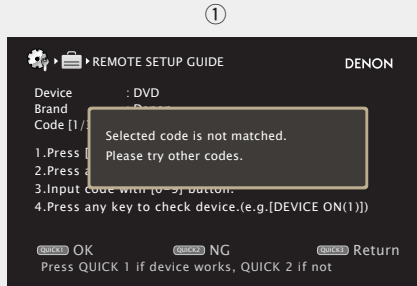 ①
REMOTE SETUP GUIDE DENON
Device : DVD
Brand :
Code [1/
Selected code is not matched.
Please try other codes.
1.Press [
2.Press a
3.Input code with [0-9] button.
4.Press any key to check device.(e.g.[DEVICE ON(1)])
QUICK1 OK QUICK2 NG QUICK3 Return
Press QUICK 1 if device works, QUICK 2 if not